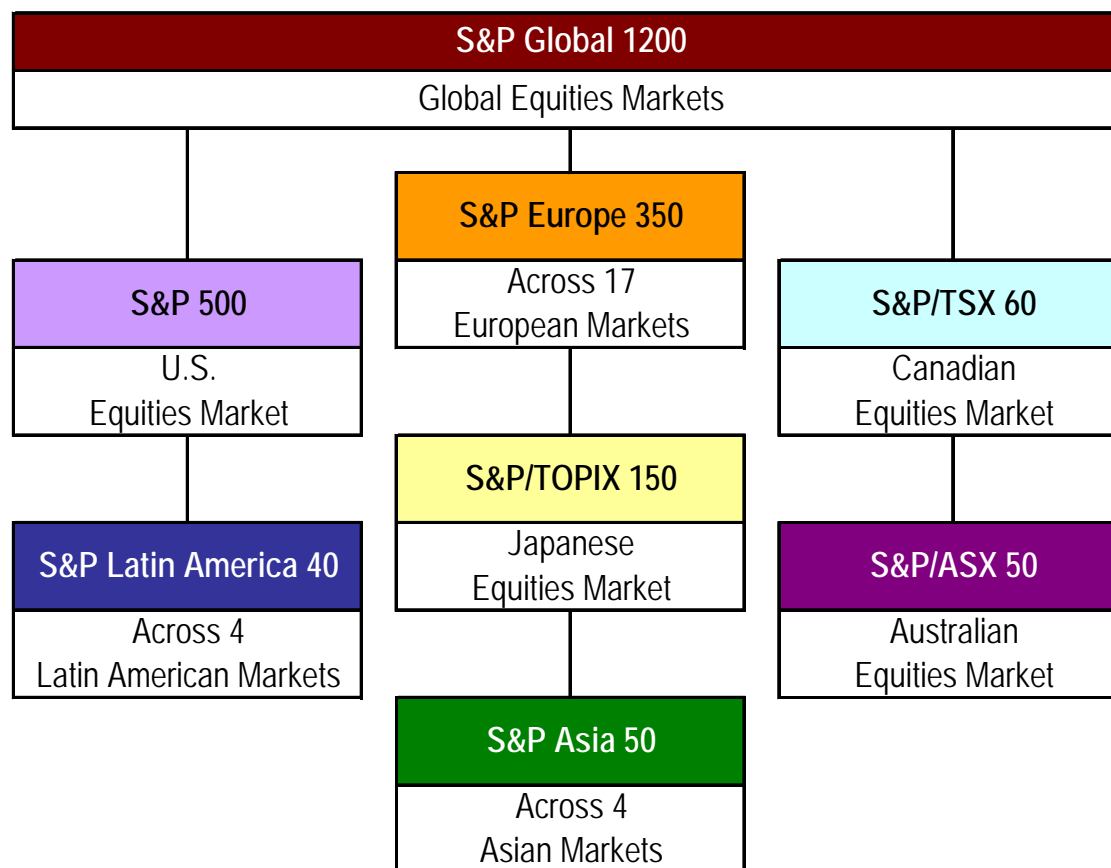 S&P Global 1200
Global Equities Markets
S&P Europe 350
Across 17
European Markets
S&P 500
U.S.
Equities Market
S&P/TSX 60
Canadian
Equities Market
S&P/TOPIX 150
Japanese
Equities Market
S&P Latin America 40
Across 4
Latin American Markets
S&P/ASX 50
Australian
Equities Market
S&P Asia 50
Across 4
Asian Markets